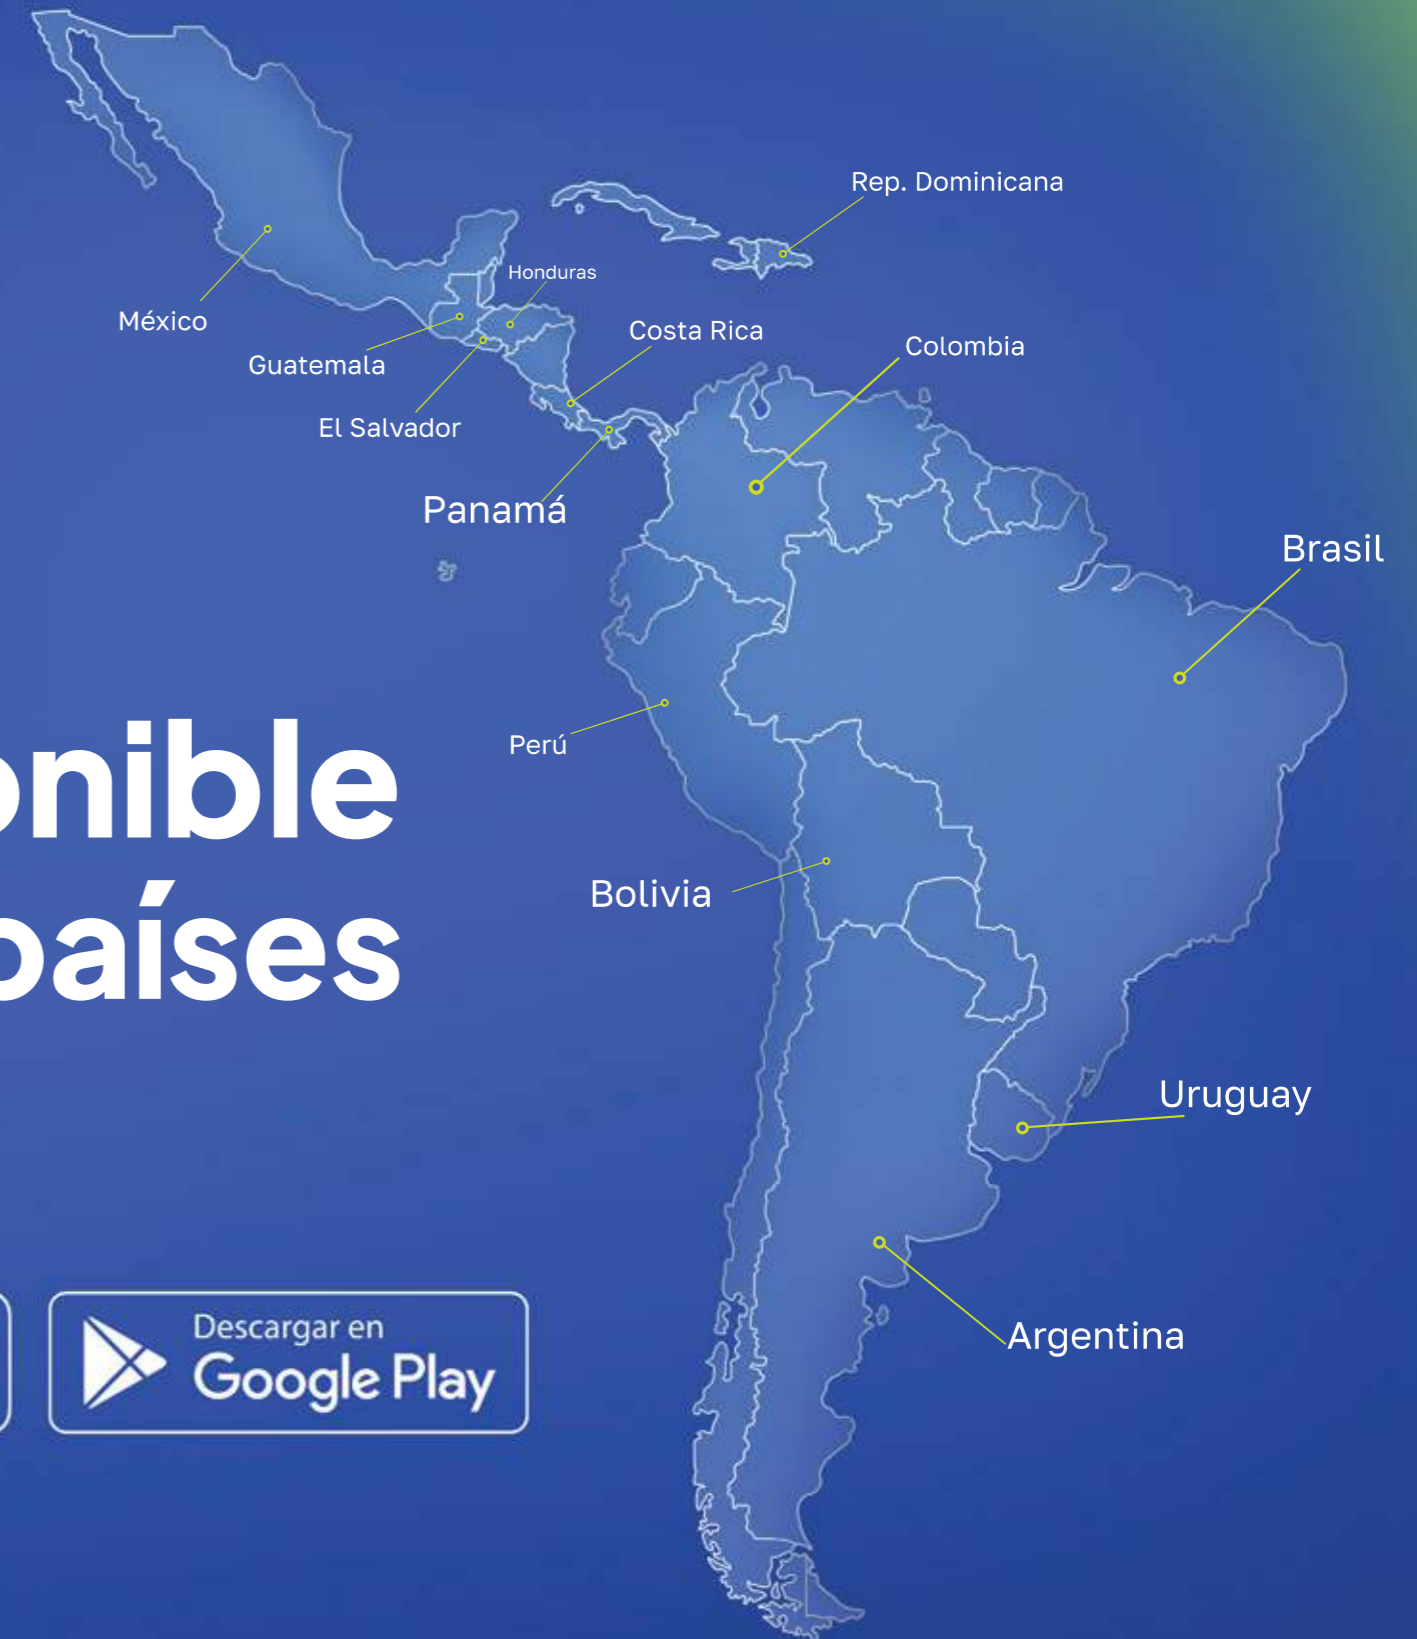 Rep. Dominicana
Honduras
México
Costa Rica
Colombia
Guatemala
El Salvador
Panamá
Brasil
Perú
onible
países
Bolivia
Uruguay
Argentina
Descargar en
Google Play